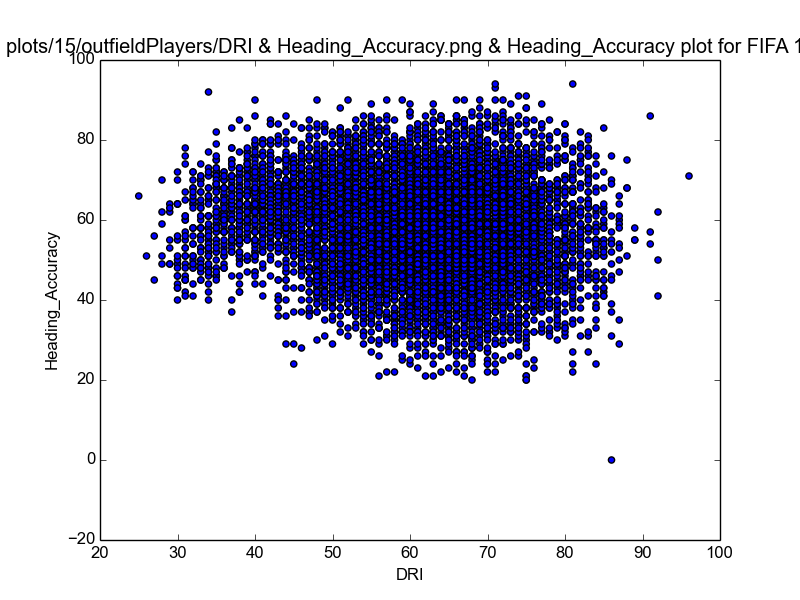 plots/15/outfieldPlayers/DRI & Heading_Accuracy.png & Heading_Accuracy plot for FIFA 1
100
80
60
40
20
0
−20
Heading_Accuracy
20 30 40 50 60 70 80 90 100
DRI